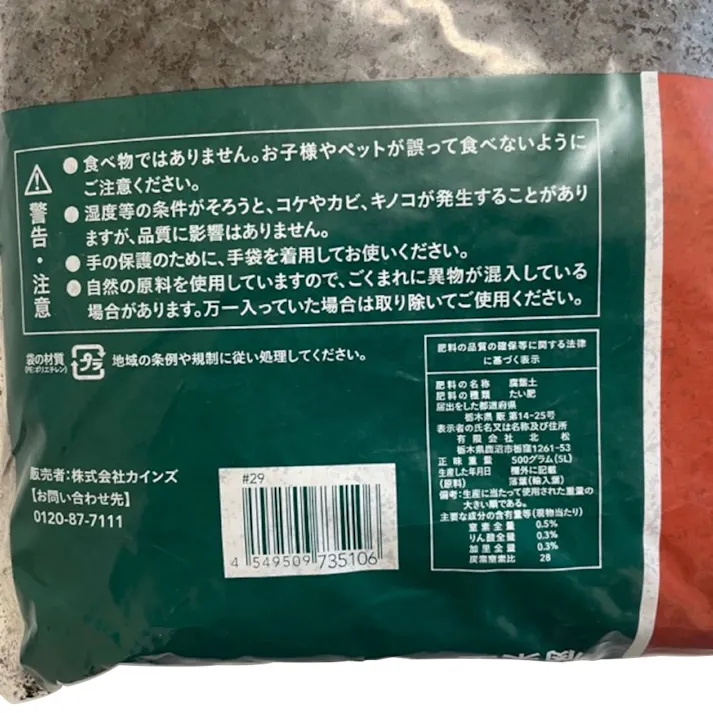 警告・注意
●食べ物ではありません。お子様やペットが誤って食べないように
ご注意ください。
●湿度等の条件がそろうと、コケやカビ、キノコが発生することがあり
ますが、品質に影響はありません。
●手の保護のために、手袋を着用してお使いください。
●自然の原料を使用していますので、ごくまれに異物が混入している
場合があります。万一入っていた場合は取り除いてご使用ください。
袋の材質
(PE:ポリエチレン)
プラ
地域の条例や規制に従い処理してください。
販売者:株式会社カインズ
【お問い合わせ先】
0120-87-7111
#29
4 549509 735106
肥料の品質の確保等に関する法律
に基づく表示
肥料の名称 腐葉土
肥料の種類 たい肥
届出をした都道府県
栃木県 販 第14-25号
表示者の氏名又は名称及び住所
有限会社 北松
栃木県鹿沼市栃窪1261-53
正味重量 500グラム(5L)
生産した年月日 欄外に記載
(原料) 落葉(輸入葉)
備考:生産に当たって使用された重量の
大きい順である。
主要な成分の含有量等(現物当たり)
窒素全量 0.5%
りん酸全量 0.3%
加里全量 0.3%
炭素窒素比 28